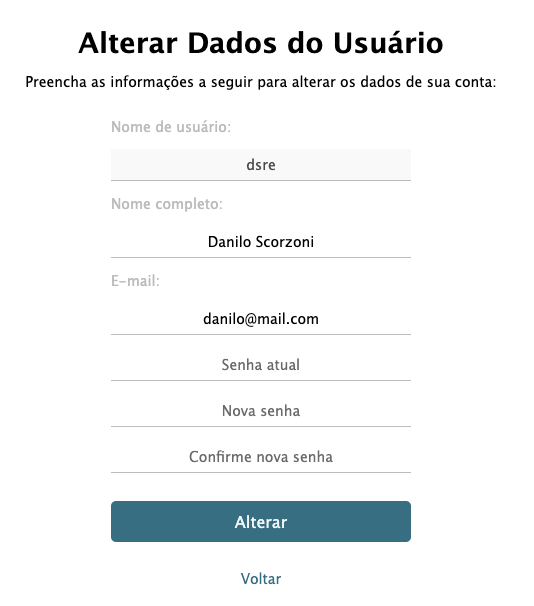 Alterar Dados do Usuário
Preencha as informações a seguir para alterar os dados de sua conta:
Nome de usuário:
dsre
Nome completo:
Danilo Scorzoni
E-mail:
danilo@mail.com
Senha atual
Nova senha
Confirme nova senha
Alterar
Voltar